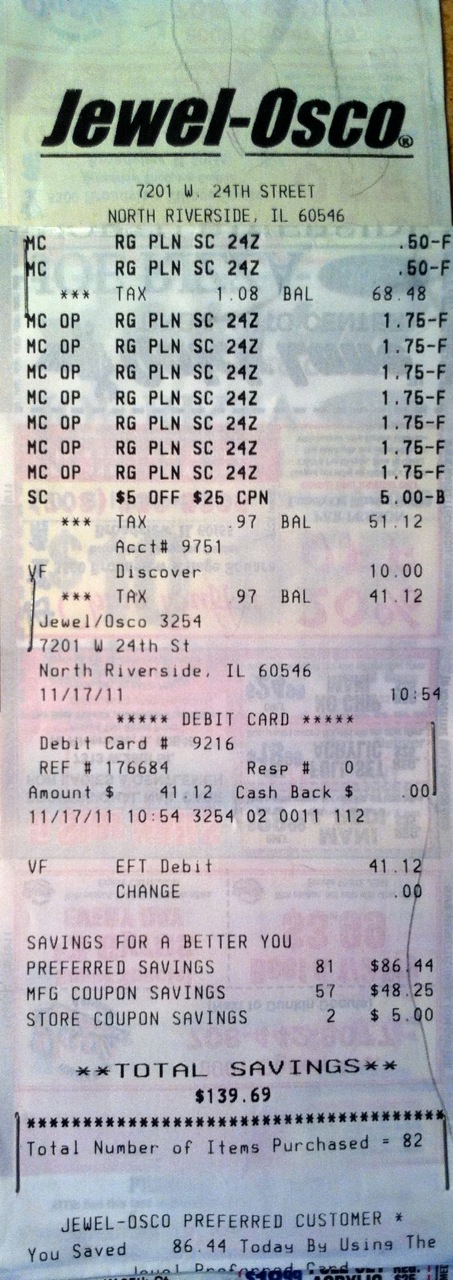 Jewel-Osco®
7201 W. 24TH STREET
NORTH RIVERSIDE, IL 60546
MC RG PLN SC 24Z .50-F
MC RG PLN SC 24Z .50-F
*** TAX 1.08 BAL 68.48
MC OP RG PLN SC 24Z 1.75-F
MC OP RG PLN SC 24Z 1.75-F
MC OP RG PLN SC 24Z 1.75-F
MC OP RG PLN SC 24Z 1.75-F
MC OP RG PLN SC 24Z 1.75-F
MC OP RG PLN SC 24Z 1.75-F
MC OP RG PLN SC 24Z 1.75-F
SC $5 OFF $25 CPN 5.00-B
*** TAX .97 BAL 51.12
Acct# 9751
VF Discover 10.00
*** TAX .97 BAL 41.12
Jewel/Osco 3254
7201 W 24th St
North Riverside, IL 60546
11/17/11 10:54
***** DEBIT CARD *****
Debit Card # 9216
REF # 176684 Resp # 0
Amount $ 41.12 Cash Back $ .00
11/17/11 10:54 3254 02 0011 112
VF EFT Debit 41.12
CHANGE .00
SAVINGS FOR A BETTER YOU
PREFERRED SAVINGS 81 $86.44
MFG COUPON SAVINGS 57 $48.25
STORE COUPON SAVINGS 2 $ 5.00
**TOTAL SAVINGS**
$139.69
******************************************
Total Number of Items Purchased = 82
JEWEL-OSCO PREFERRED CUSTOMER *
You Saved 86.44 Today By Using The
Jewel Preferred Card